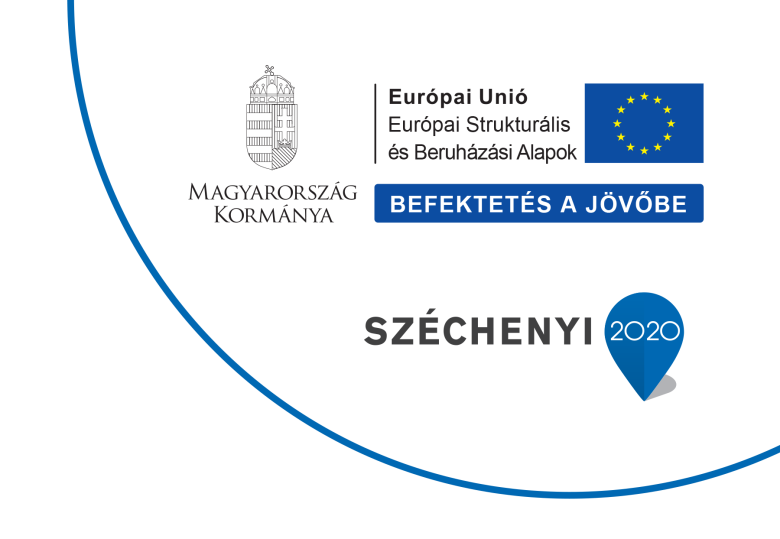 Európai Unió
Európai Strukturális
és Beruházási Alapok
MAGYARORSZÁG
KORMÁNYA
BEFEKTETÉS A JÖVŐBE
SZÉCHENYI 2020